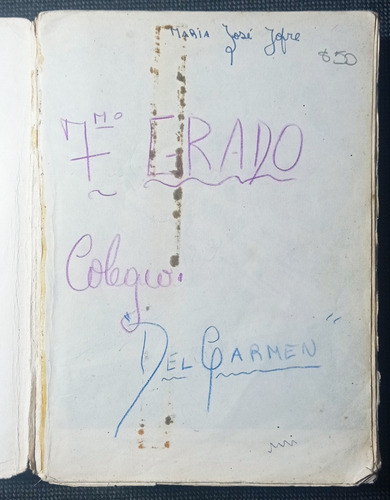 MARIA José Jofre
$50
7mo GRADO
Colegio.
"DEL CARMEN"